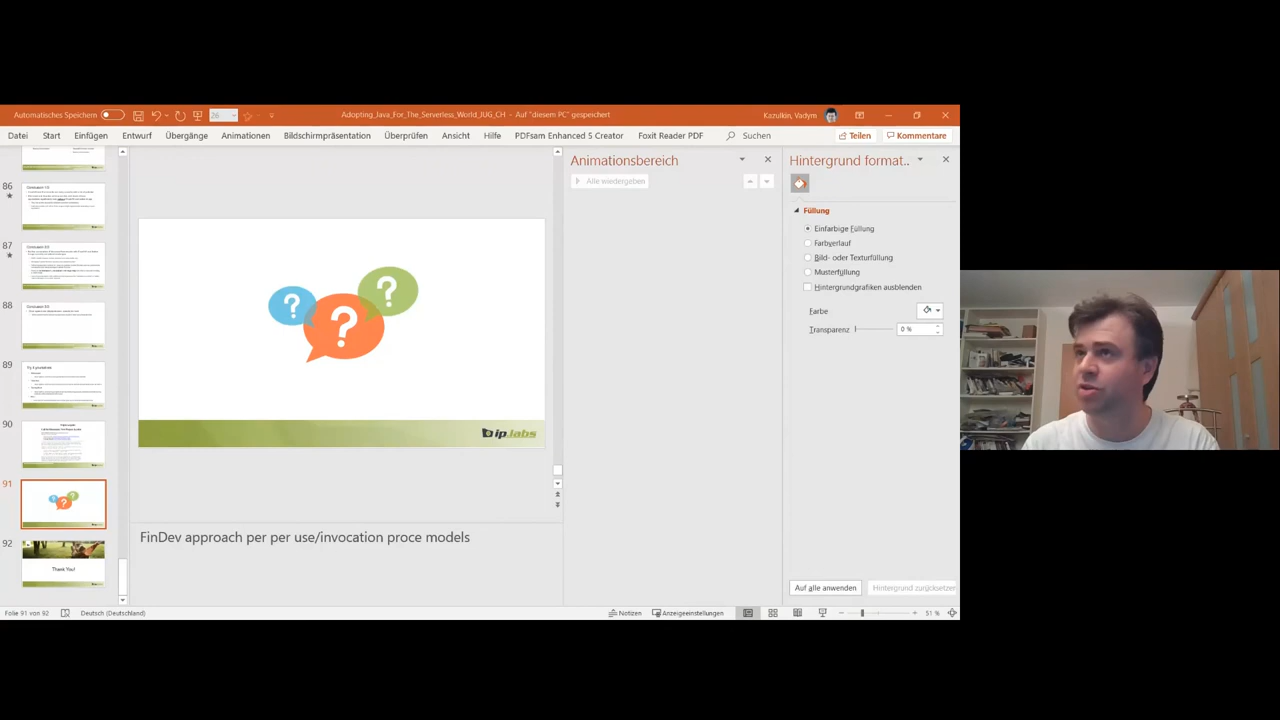 Automatisches Speichern
26
Adopting_Java_For_The_Serverless_World_JUG_CH - Auf "diesem PC" gespeichert
Kazulkin, Vadym
Datei Start Einfügen Entwurf Übergänge Animationen Bildschirmpräsentation Überprüfen Ansicht Hilfe PDFsam Enhanced 5 Creator Foxit Reader PDF Suchen Teilen Kommentare
86
87
88
89
90
91
92
Thank You!
? ? ?
ip.labs
FinDev approach per per use/invocation proce models
Animationsbereich
Alle wiedergeben
Hintergrund format..
Füllung
Einfarbige Füllung
Farbverlauf
Bild- oder Texturfüllung
Musterfüllung
Hintergrundgrafiken ausblenden
Farbe
Transparenz 0 %
Auf alle anwenden Hintergrund zurücksetzen
Folie 91 von 92 Deutsch (Deutschland) Notizen Anzeigeeinstellungen 51 %